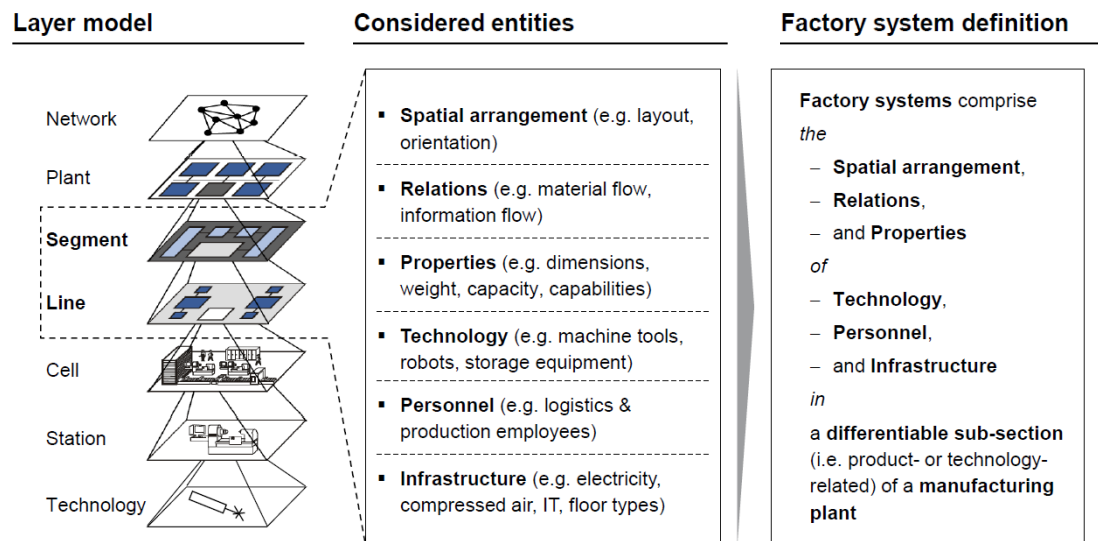 Layer model
Network
Plant
Segment
Line
Cell
Station
Technology
Considered entities
▪ Spatial arrangement (e.g. layout,
orientation)
▪ Relations (e.g. material flow,
information flow)
▪ Properties (e.g. dimensions,
weight, capacity, capabilities)
▪ Technology (e.g. machine tools,
robots, storage equipment)
▪ Personnel (e.g. logistics &
production employees)
▪ Infrastructure (e.g. electricity,
compressed air, IT, floor types)
Factory system definition
Factory systems comprise
the
– Spatial arrangement,
– Relations,
– and Properties
of
– Technology,
– Personnel,
– and Infrastructure
in
a differentiable sub-section
(i.e. product- or technology-
related) of a manufacturing
plant